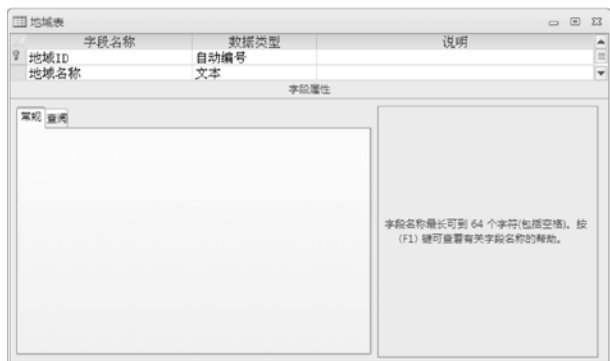 地域表
字段名称 数据类型 说明
地域ID 自动编号
地域名称 文本
字段属性
常规 查阅
字段名称最长可到 64 个字符(包括空格)。按
(F1) 键可查看有关字段名称的帮助。